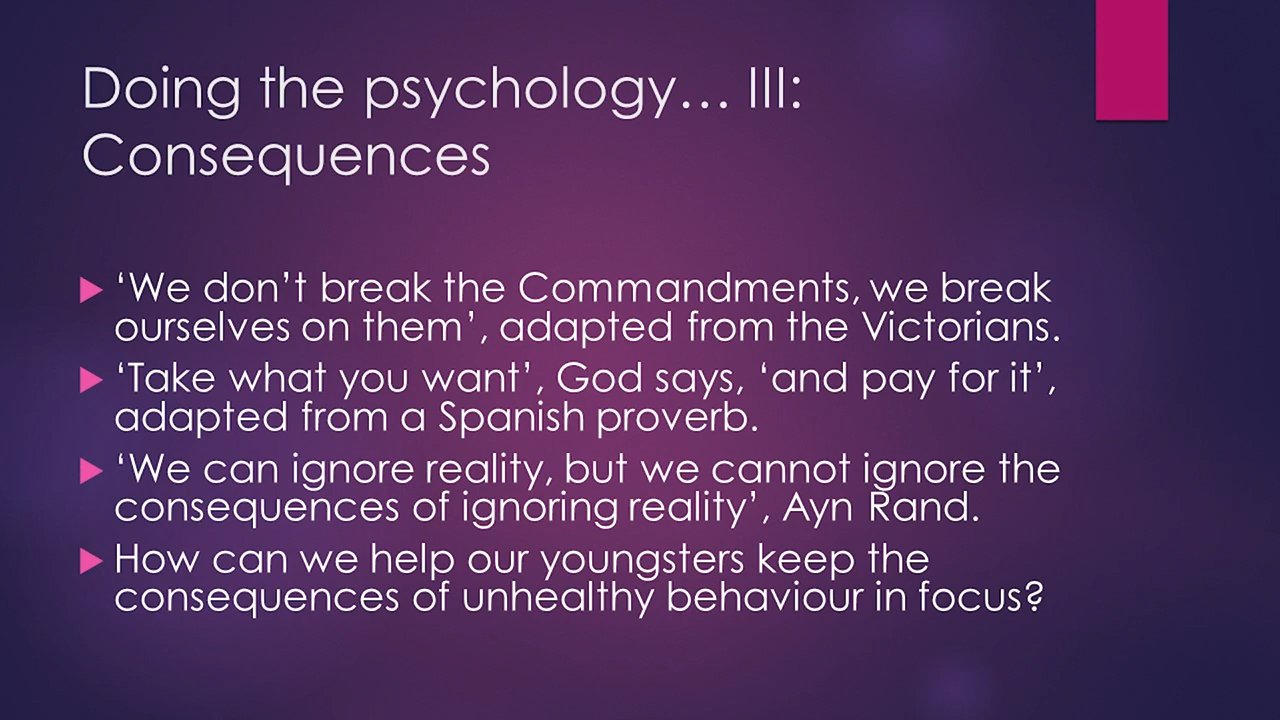 Doing the psychology… III:
Consequences
‘We don’t break the Commandments, we break
ourselves on them’, adapted from the Victorians.
‘Take what you want’, God says, ‘and pay for it’,
adapted from a Spanish proverb.
‘We can ignore reality, but we cannot ignore the
consequences of ignoring reality’, Ayn Rand.
How can we help our youngsters keep the
consequences of unhealthy behaviour in focus?